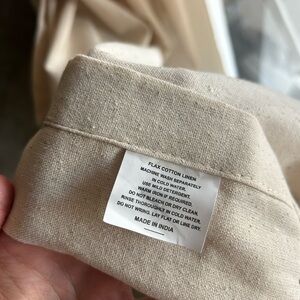 FLAX COTTON LINEN
MACHINE WASH SEPARATELY
IN COLD WATER.
USE MILD DETERGENT.
WARM IRON IF REQUIRED.
DO NOT BLEACH OR DRY CLEAN.
RINSE THOROUGHLY IN COLD WATER.
DO NOT WRING. LAY FLAT OR LINE DRY.
MADE IN INDIA